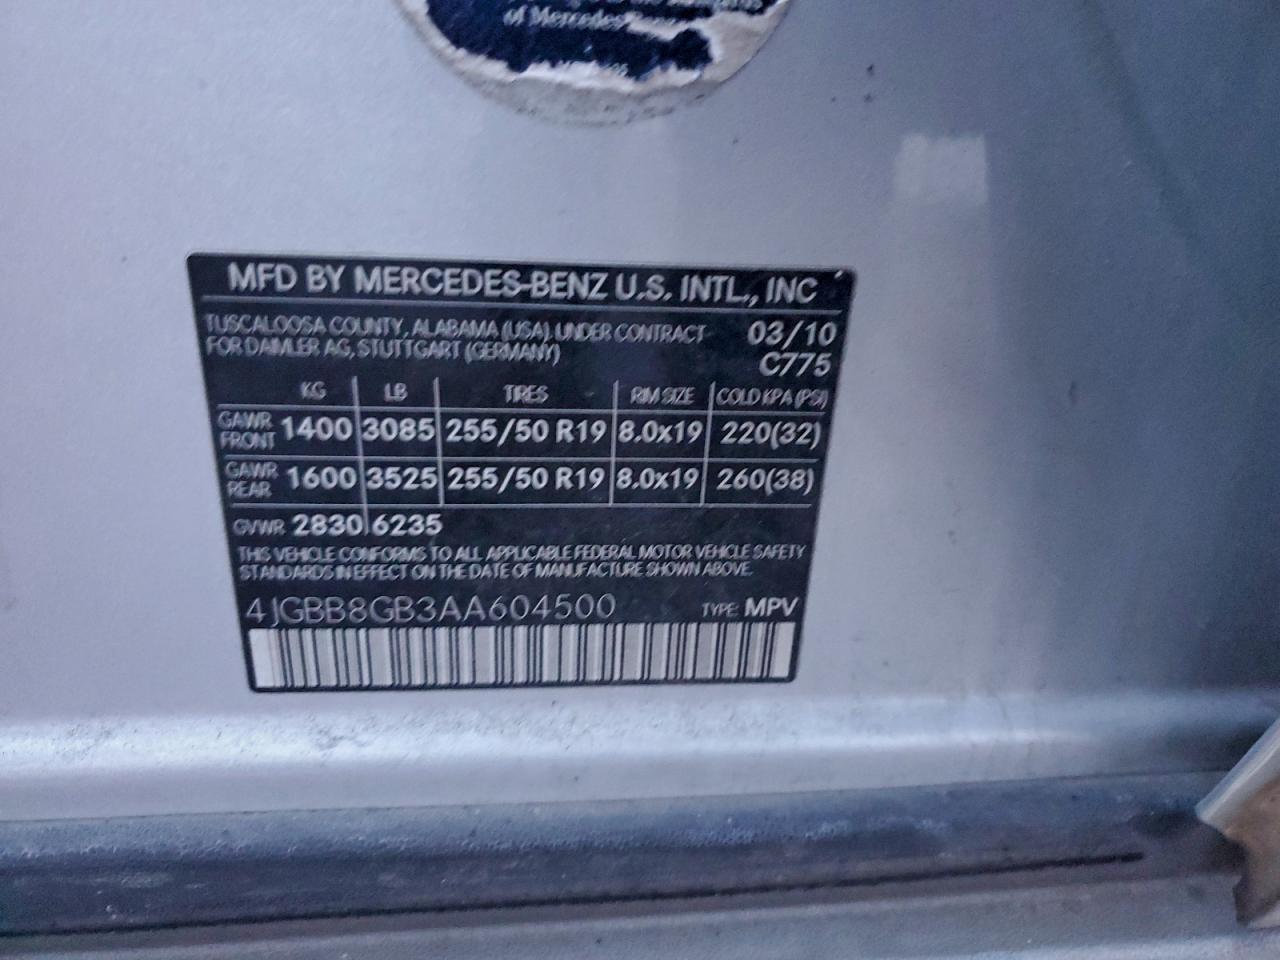 of Mercedes
MFD BY MERCEDES-BENZ U.S. INTL., INC
TUSCALOOSA COUNTY, ALABAMA (USA), UNDER CONTRACT 03/10
FOR DAIMLER AG, STUTTGART (GERMANY) C775
KG LB TIRES RIM SIZE COLD KPA (PSI)
GAWR FRONT 1400 3085 255/50 R19 8.0x19 220(32)
GAWR REAR 1600 3525 255/50 R19 8.0x19 260(38)
GVWR 2830 6235
THIS VEHICLE CONFORMS TO ALL APPLICABLE FEDERAL MOTOR VEHICLE SAFETY
STANDARDS IN EFFECT ON THE DATE OF MANUFACTURE SHOWN ABOVE.
4JGBB8GB3AA604500 TYPE: MPV